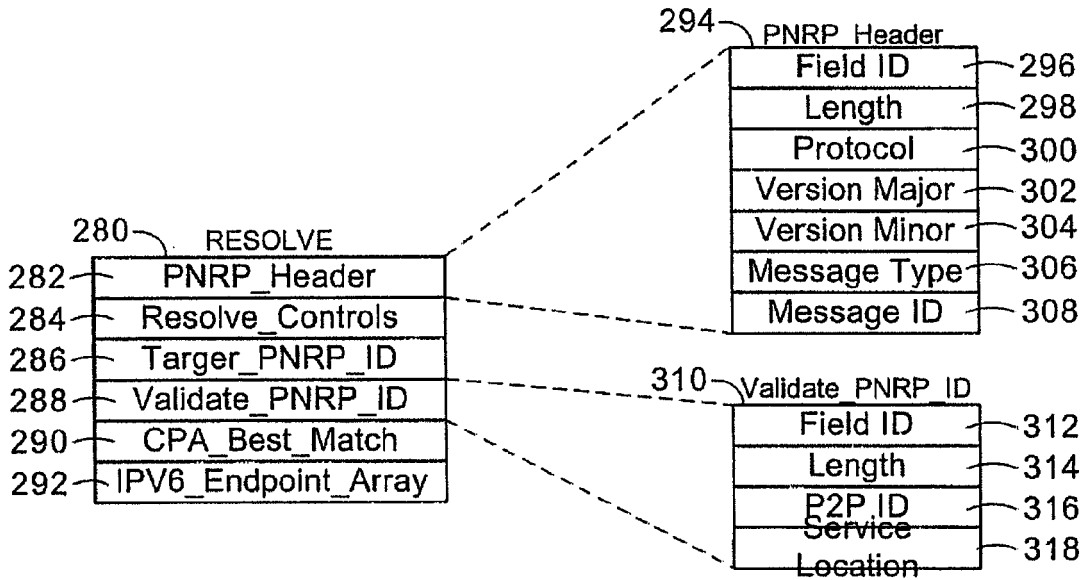 280 RESOLVE
282 PNRP_Header
284 Resolve_Controls
286 Targer_PNRP_ID
288 Validate_PNRP_ID
290 CPA_Best_Match
292 IPV6_Endpoint_Array
294 PNRP_Header
Field ID 296
Length 298
Protocol 300
Version Major 302
Version Minor 304
Message Type 306
Message ID 308
310 Validate_PNRP_ID
Field ID 312
Length 314
P2P ID 316
Service
Location 318